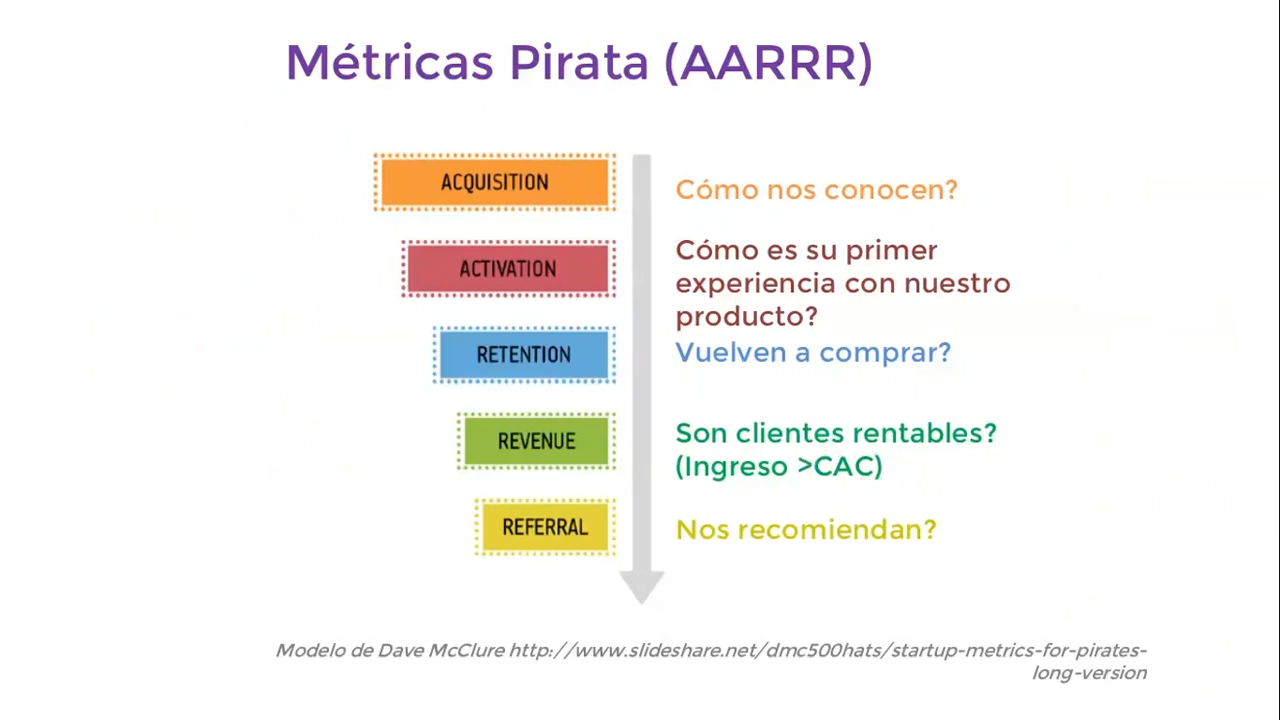 Métricas Pirata (AARRR)
ACQUISITION
Cómo nos conocen?
ACTIVATION
Cómo es su primer
experiencia con nuestro
producto?
RETENTION
Vuelven a comprar?
REVENUE
Son clientes rentables?
(Ingreso >CAC)
REFERRAL
Nos recomiendan?
Modelo de Dave McClure http://www.slideshare.net/dmc500hats/startup-metrics-for-pirates-
long-version